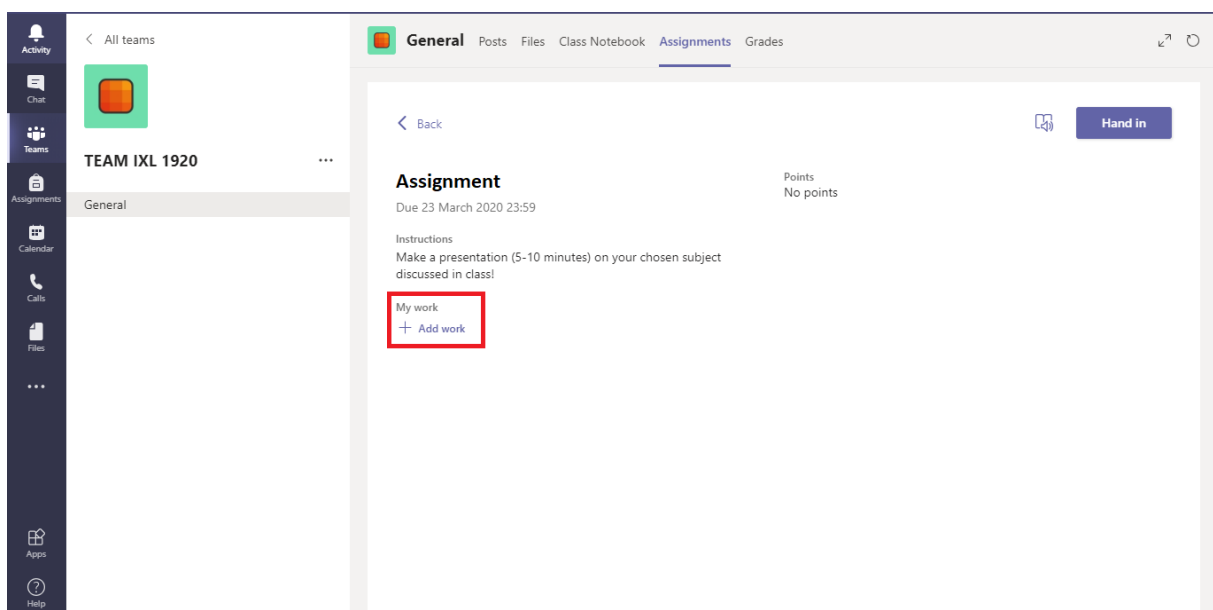 Activity
Chat
Teams
Assignments
Calendar
Calls
Files
...
Apps
Help
All teams
TEAM IXL 1920 ...
General
General Posts Files Class Notebook Assignments Grades
Back
Hand in
Assignment
Due 23 March 2020 23:59
Points
No points
Instructions
Make a presentation (5-10 minutes) on your chosen subject
discussed in class!
My work
+ Add work